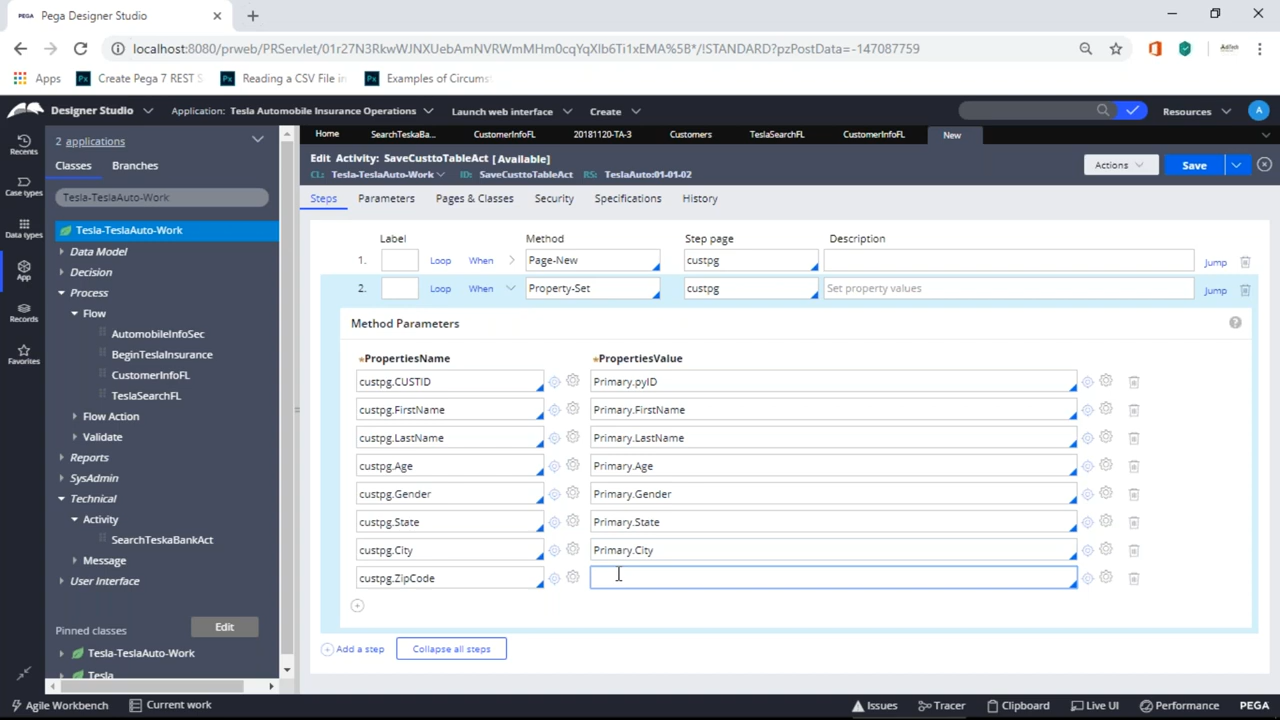 PEGA Pega Designer Studio
localhost:8080/prweb/PRServlet/01r27N3RkwWJNXUebAmNVRWmMHm0cqYqXIb6Ti1xEMA%5B*/!STANDARD?pzPostData=-147087759
Apps Create Pega 7 REST S Reading a CSV File in Examples of Circums
Designer Studio Application: Tesla Automobile Insurance Operations Launch web interface Create Resources A
Recents
Case types
Data types
App
Records
Favorites
2 applications
Classes Branches
Tesla-TeslaAuto-Work
Tesla-TeslaAuto-Work
Data Model
Decision
Process
Flow
AutomobileInfoSec
BeginTeslaInsurance
CustomerInfoFL
TeslaSearchFL
Flow Action
Validate
Reports
SysAdmin
Technical
Activity
SearchTeskaBankAct
Message
User Interface
Pinned classes Edit
Tesla-TeslaAuto-Work
Tesla
Home SearchTeskaBa... CustomerInfoFL 20181120-TA-3 Customers TeslaSearchFL CustomerInfoFL New
Edit Activity: SaveCusttoTableAct [Available]
CL: Tesla-TeslaAuto-Work ID: SaveCusttoTableAct RS: TeslaAuto:01-01-02
Actions Save
Steps Parameters Pages & Classes Security Specifications History
Label Method Step page Description
1. Loop When Page-New custpg Jump
2. Loop When Property-Set custpg Set property values Jump
Method Parameters
*PropertiesName *PropertiesValue
custpg.CUSTID Primary.pyID
custpg.FirstName Primary.FirstName
custpg.LastName Primary.LastName
custpg.Age Primary.Age
custpg.Gender Primary.Gender
custpg.State Primary.State
custpg.City Primary.City
custpg.ZipCode
Add a step Collapse all steps
Agile Workbench Current work Issues Tracer Clipboard Live UI Performance PEGA